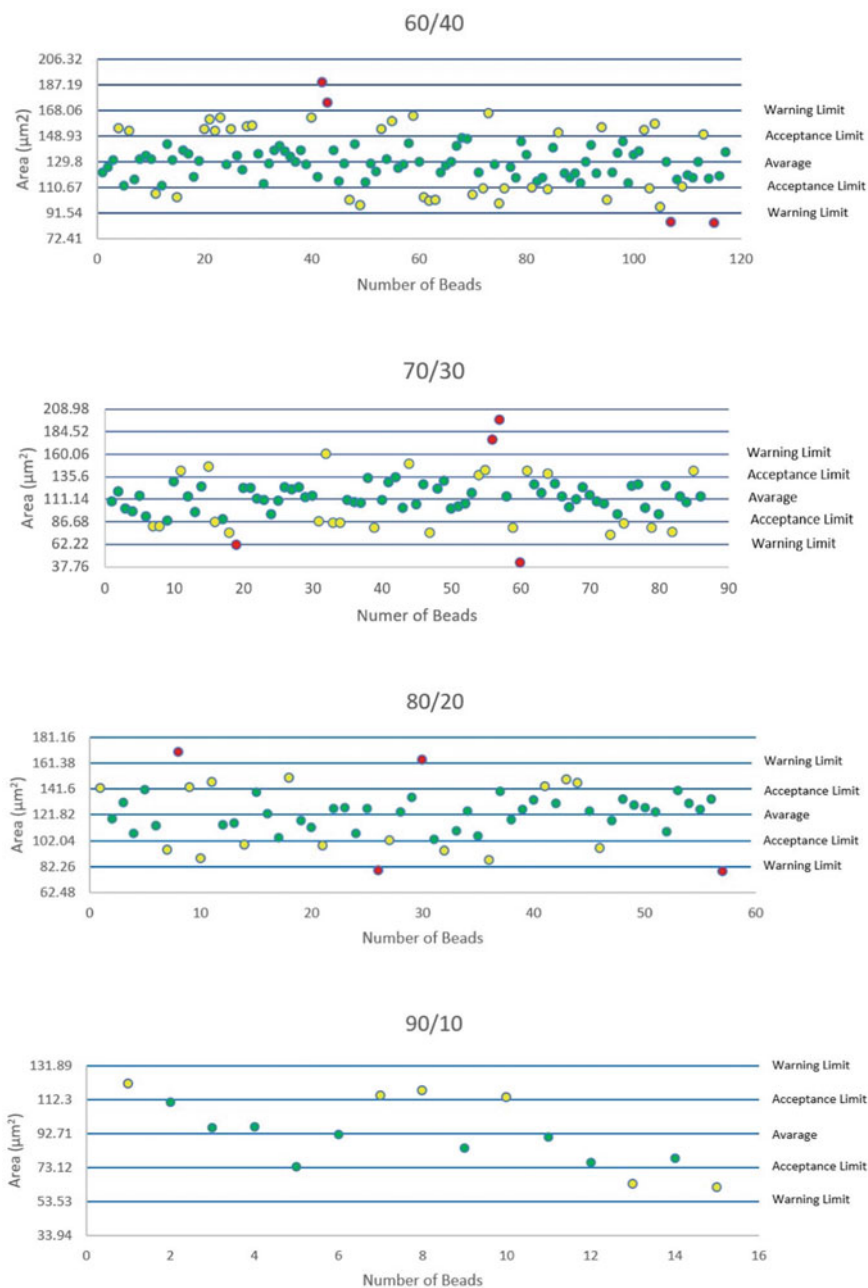 60/40
206.32
187.19
168.06 Warning Limit
148.93 Acceptance Limit
129.8 Avarage
110.67 Acceptance Limit
91.54 Warning Limit
72.41
Area (µm2)
0 20 40 60 80 100 120
Number of Beads
70/30
208.98
184.52
160.06 Warning Limit
135.6 Acceptance Limit
111.14 Avarage
86.68 Acceptance Limit
62.22 Warning Limit
37.76
Area (µm²)
0 10 20 30 40 50 60 70 80 90
Numer of Beads
80/20
181.16
161.38 Warning Limit
141.6 Acceptance Limit
121.82 Avarage
102.04 Acceptance Limit
82.26 Warning Limit
62.48
Area (µm²)
0 10 20 30 40 50 60
Number of Beads
90/10
131.89 Warning Limit
112.3 Acceptance Limit
92.71 Avarage
73.12 Acceptance Limit
53.53 Warning Limit
33.94
Area (µm²)
0 2 4 6 8 10 12 14 16
Number of Beads